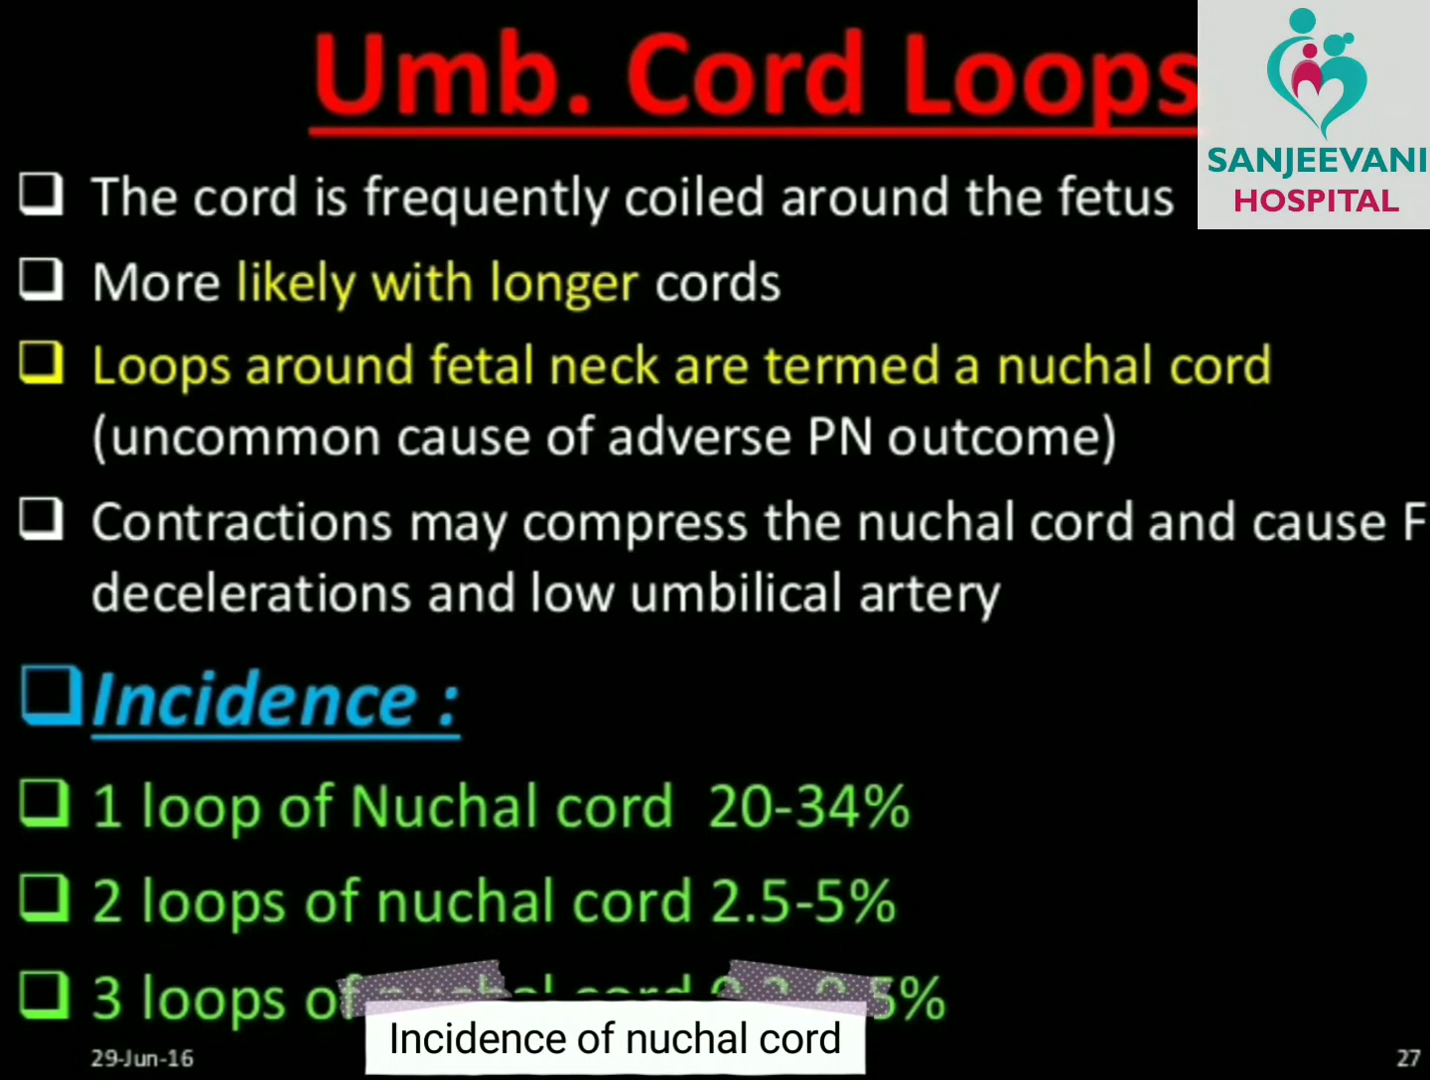 Umb. Cord Loops
SANJEEVANI
HOSPITAL
❑ The cord is frequently coiled around the fetus
❑ More likely with longer cords
❑ Loops around fetal neck are termed a nuchal cord
(uncommon cause of adverse PN outcome)
❑ Contractions may compress the nuchal cord and cause F
decelerations and low umbilical artery
❑ Incidence :
❑ 1 loop of Nuchal cord 20-34%
❑ 2 loops of nuchal cord 2.5-5%
❑ 3 loops of nuchal cord 5%
Incidence of nuchal cord
29-Jun-16
27